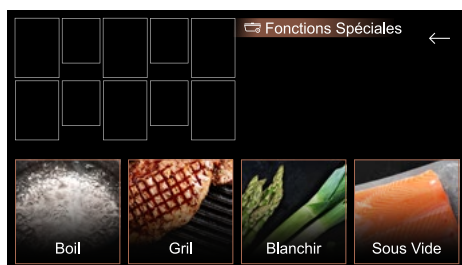 Fonctions Spéciales
Boil
Gril
Blanchir
Sous Vide